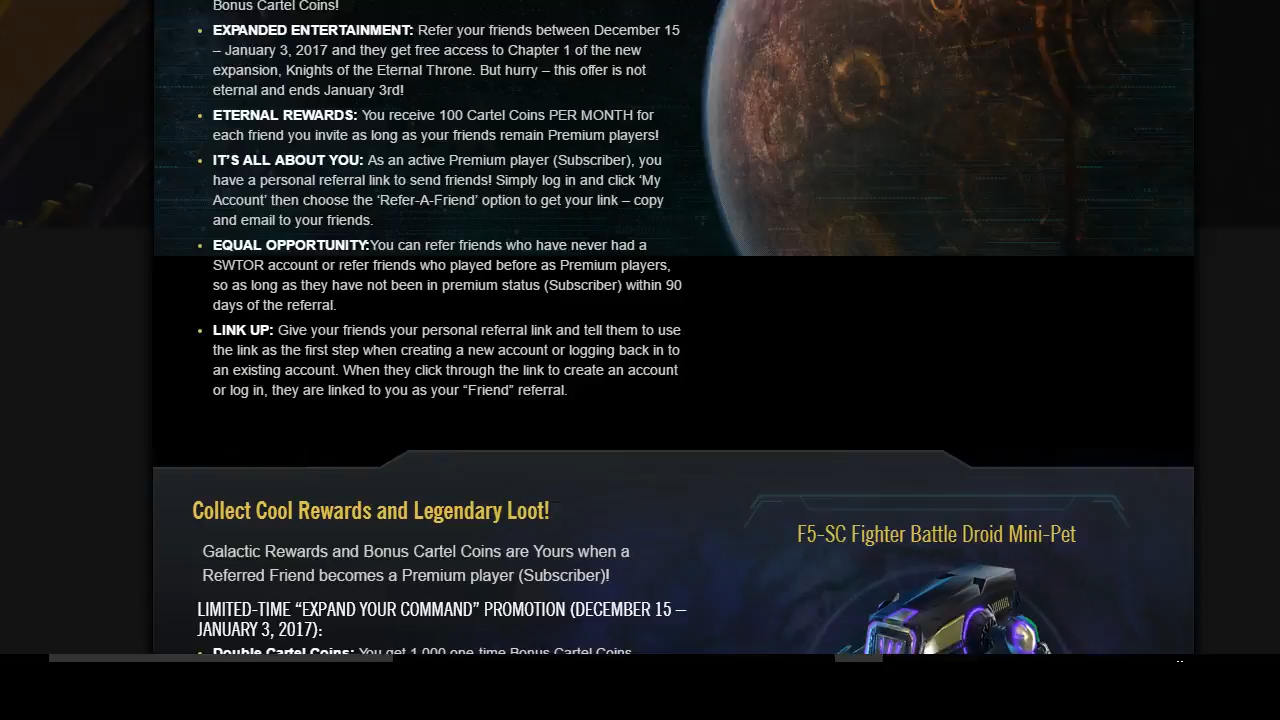 Bonus Cartel Coins!
• EXPANDED ENTERTAINMENT: Refer your friends between December 15
– January 3, 2017 and they get free access to Chapter 1 of the new
expansion, Knights of the Eternal Throne. But hurry – this offer is not
eternal and ends January 3rd!
• ETERNAL REWARDS: You receive 100 Cartel Coins PER MONTH for
each friend you invite as long as your friends remain Premium players!
• IT’S ALL ABOUT YOU: As an active Premium player (Subscriber), you
have a personal referral link to send friends! Simply log in and click ‘My
Account’ then choose the ‘Refer-A-Friend’ option to get your link – copy
and email to your friends.
• EQUAL OPPORTUNITY:You can refer friends who have never had a
SWTOR account or refer friends who played before as Premium players,
so as long as they have not been in premium status (Subscriber) within 90
days of the referral.
• LINK UP: Give your friends your personal referral link and tell them to use
the link as the first step when creating a new account or logging back in to
an existing account. When they click through the link to create an account
or log in, they are linked to you as your “Friend” referral.
Collect Cool Rewards and Legendary Loot!
Galactic Rewards and Bonus Cartel Coins are Yours when a
Referred Friend becomes a Premium player (Subscriber)!
LIMITED-TIME “EXPAND YOUR COMMAND” PROMOTION (DECEMBER 15 –
JANUARY 3, 2017):
• Double Cartel Coins: You get 1,000 one-time Bonus Cartel Coins
F5-SC Fighter Battle Droid Mini-Pet